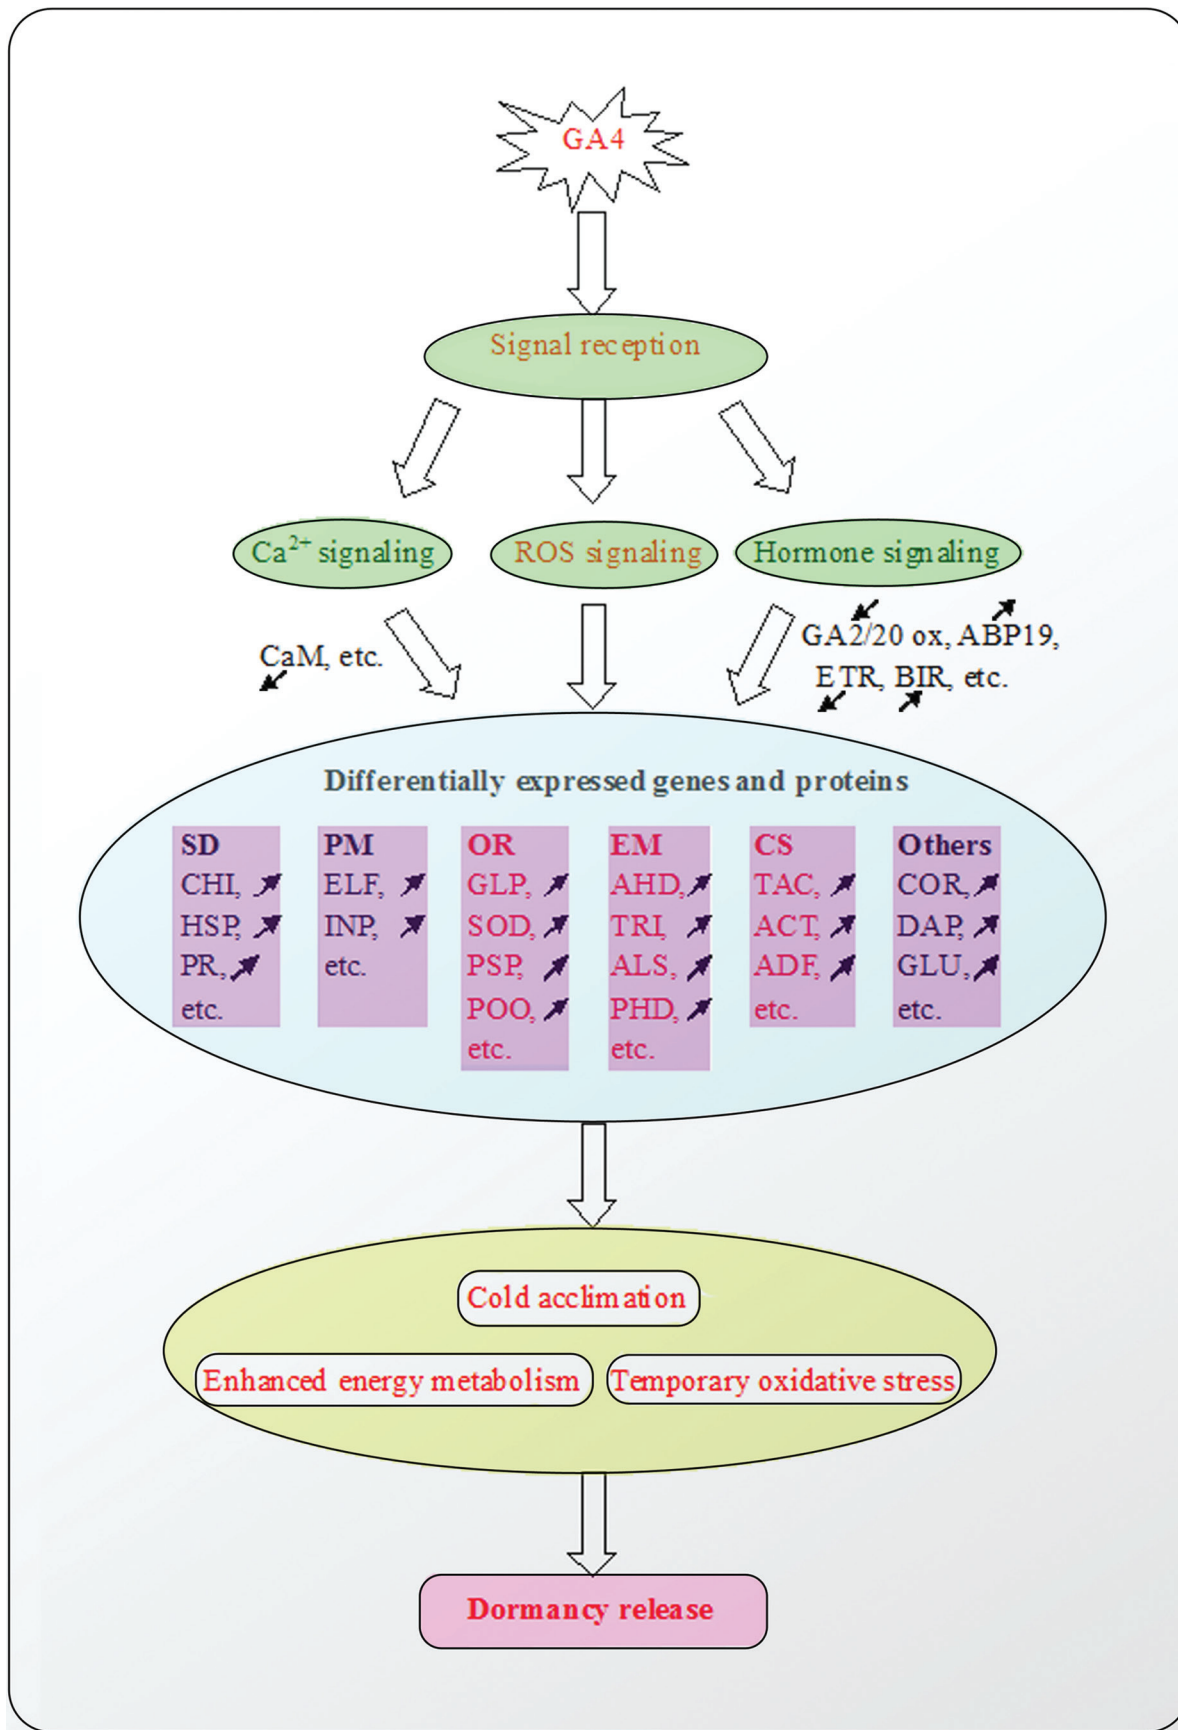 GA4
Signal reception
Ca²⁺ signaling
ROS signaling
Hormone signaling
CaM, etc.
GA2/20 ox, ABP19,
ETR, BIR, etc.
Differentially expressed genes and proteins
SD
CHI,
HSP,
PR,
etc.
PM
ELF,
INP,
etc.
OR
GLP,
SOD,
PSP,
POO,
etc.
EM
AHD,
TRI,
ALS,
PHD,
etc.
CS
TAC,
ACT,
ADF,
etc.
Others
COR,
DAP,
GLU,
etc.
Cold acclimation
Enhanced energy metabolism
Temporary oxidative stress
Dormancy release